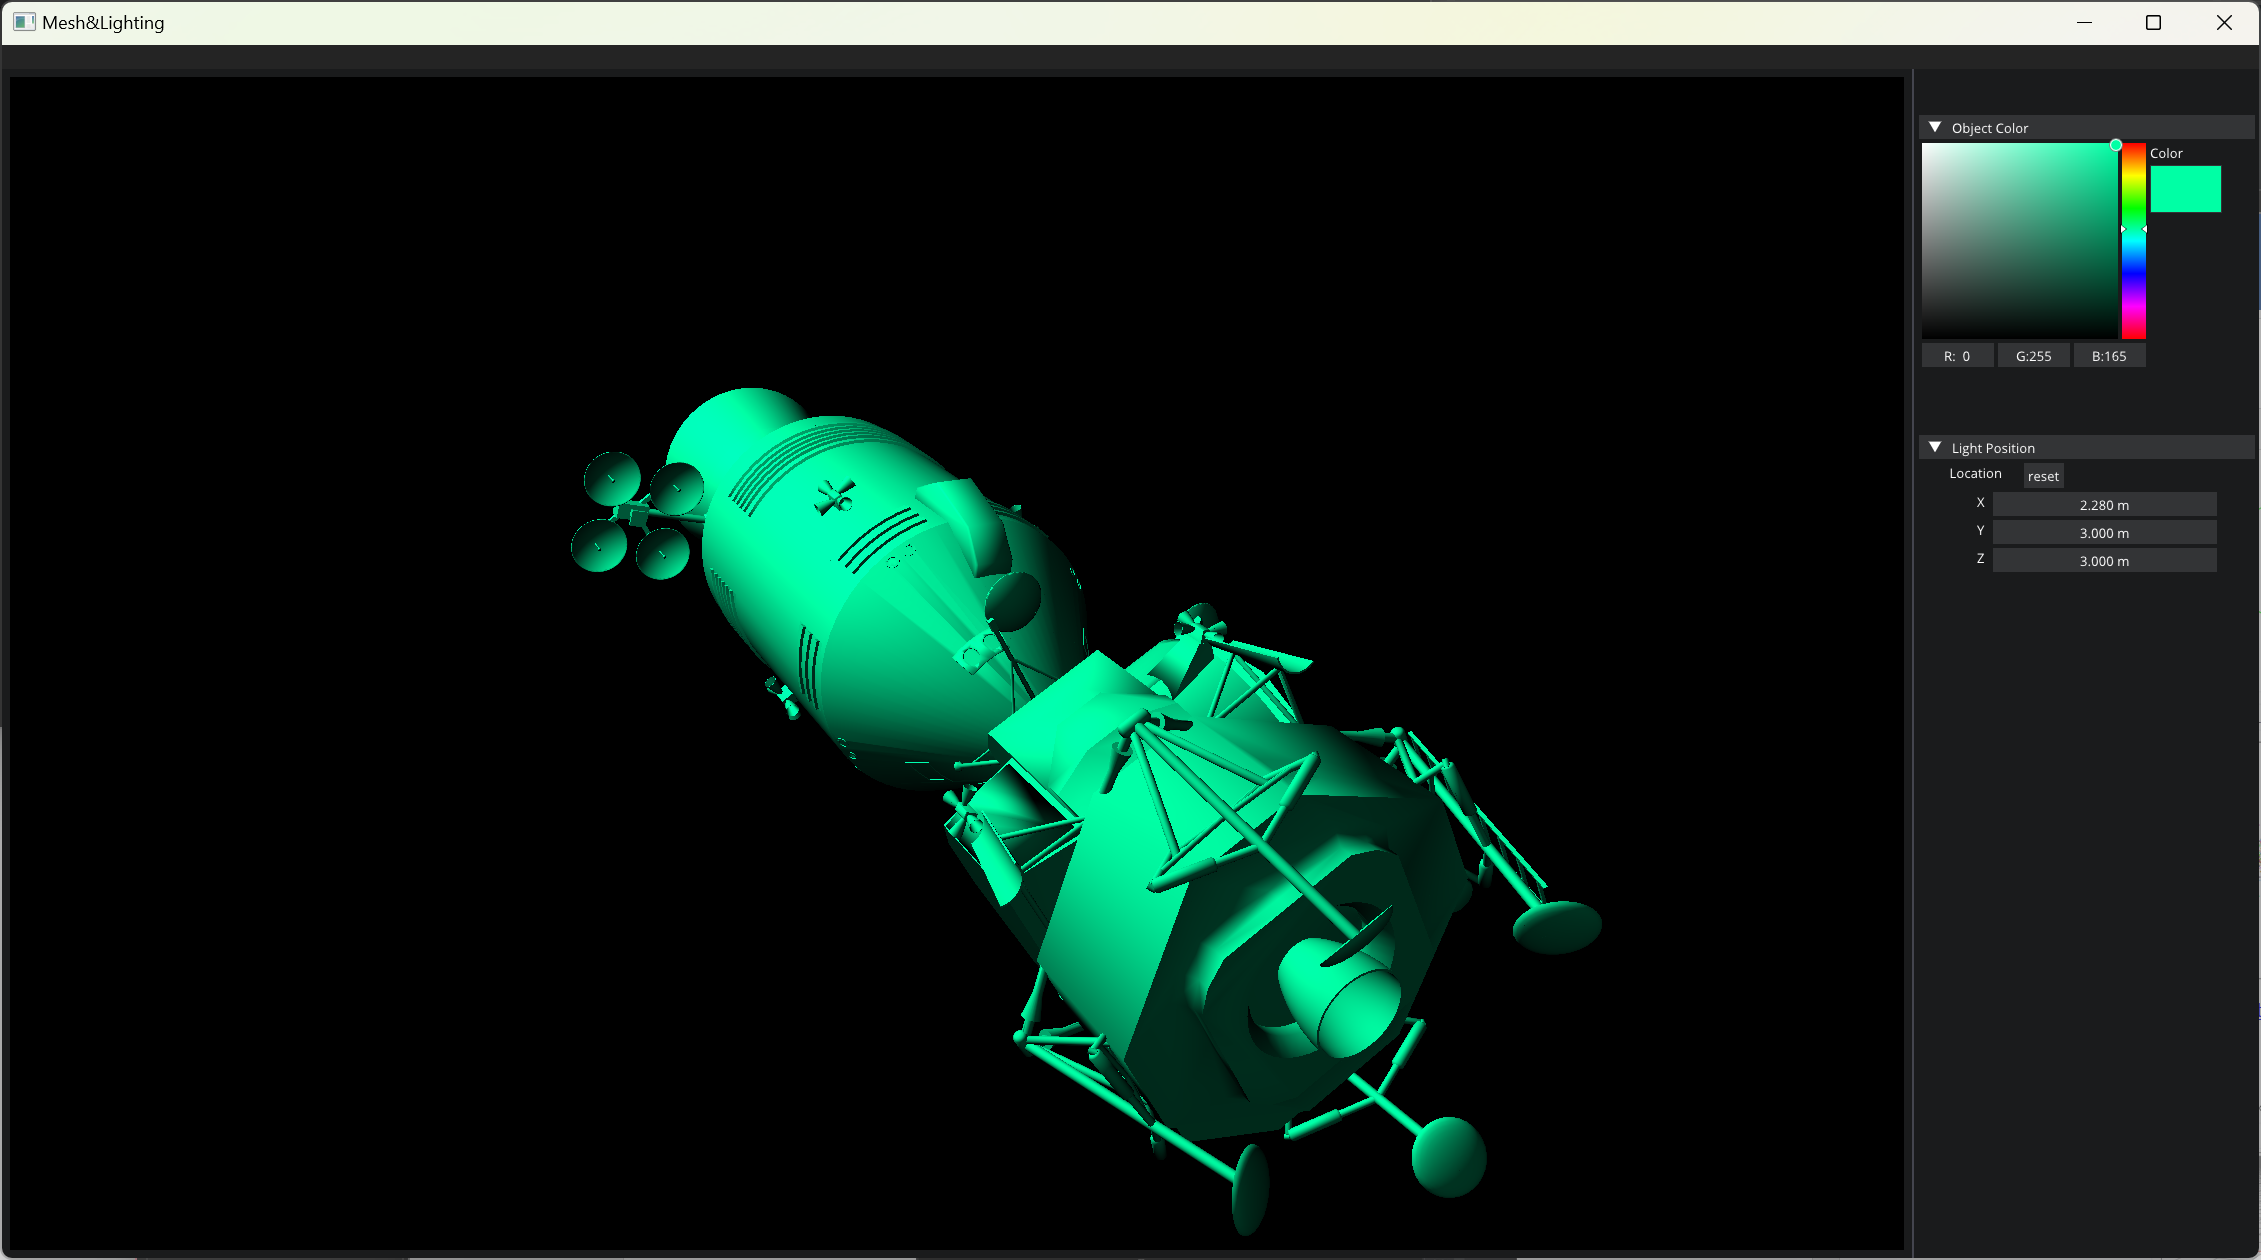 Mesh&Lighting
Object Color
Color
R: 0 G:255 B:165
Light Position
Location reset
X 2.280 m
Y 3.000 m
Z 3.000 m